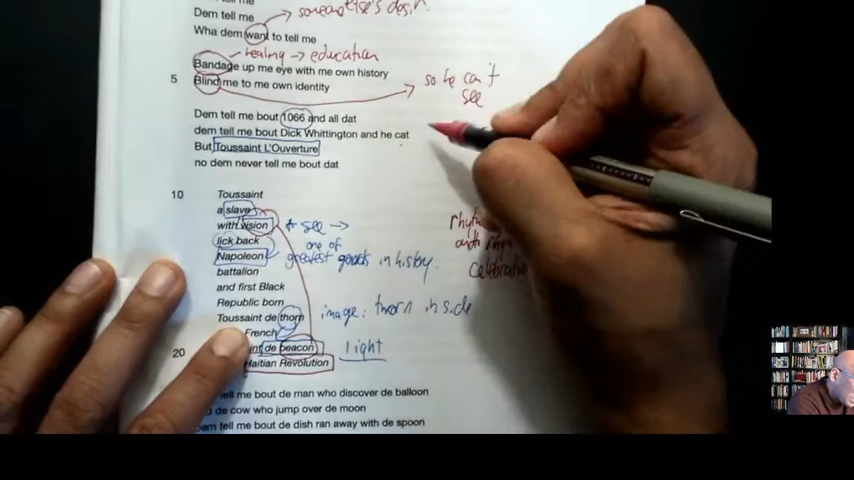 Dem tell me
someone else's desir
Wha dem want to tell me
healing → education
Bandage up me eye with me own history
5 Blind me to me own identity
so he can't
see
Dem tell me bout 1066 and all dat
dem tell me bout Dick Whittington and he cat
But Toussaint L'Ouverture
no dem never tell me bout dat
10 Toussaint
a slave
with vision
see →
lick back
one of
Napoleon
greatest generals in history.
battalion
and first Black
Republic born
Toussaint de thorn
image: thorn in side
French
20 int de beacon
light
Haitian Revolution
ell me bout de man who discover de balloon
de cow who jump over de moon
Dem tell me bout de dish ran away with de spoon